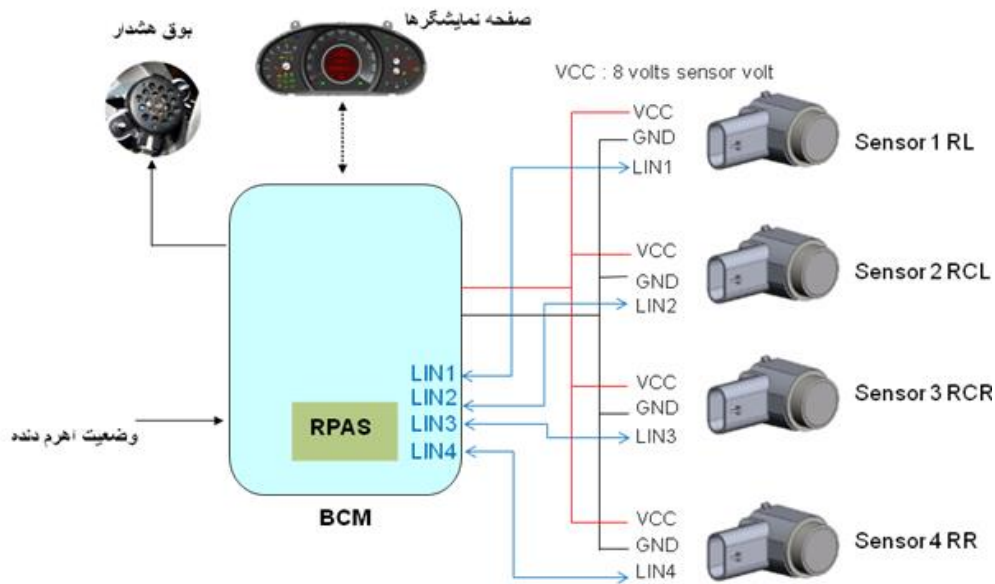 صفحه نمایشگرها
بوق هشدار
VCC : 8 volts sensor volt
VCC
GND
LIN1
Sensor 1 RL
VCC
GND
LIN2
Sensor 2 RCL
VCC
GND
LIN3
Sensor 3 RCR
VCC
GND
LIN4
Sensor 4 RR
LIN1
LIN2
LIN3
LIN4
RPAS
BCM
وضعیت اهرم دنده